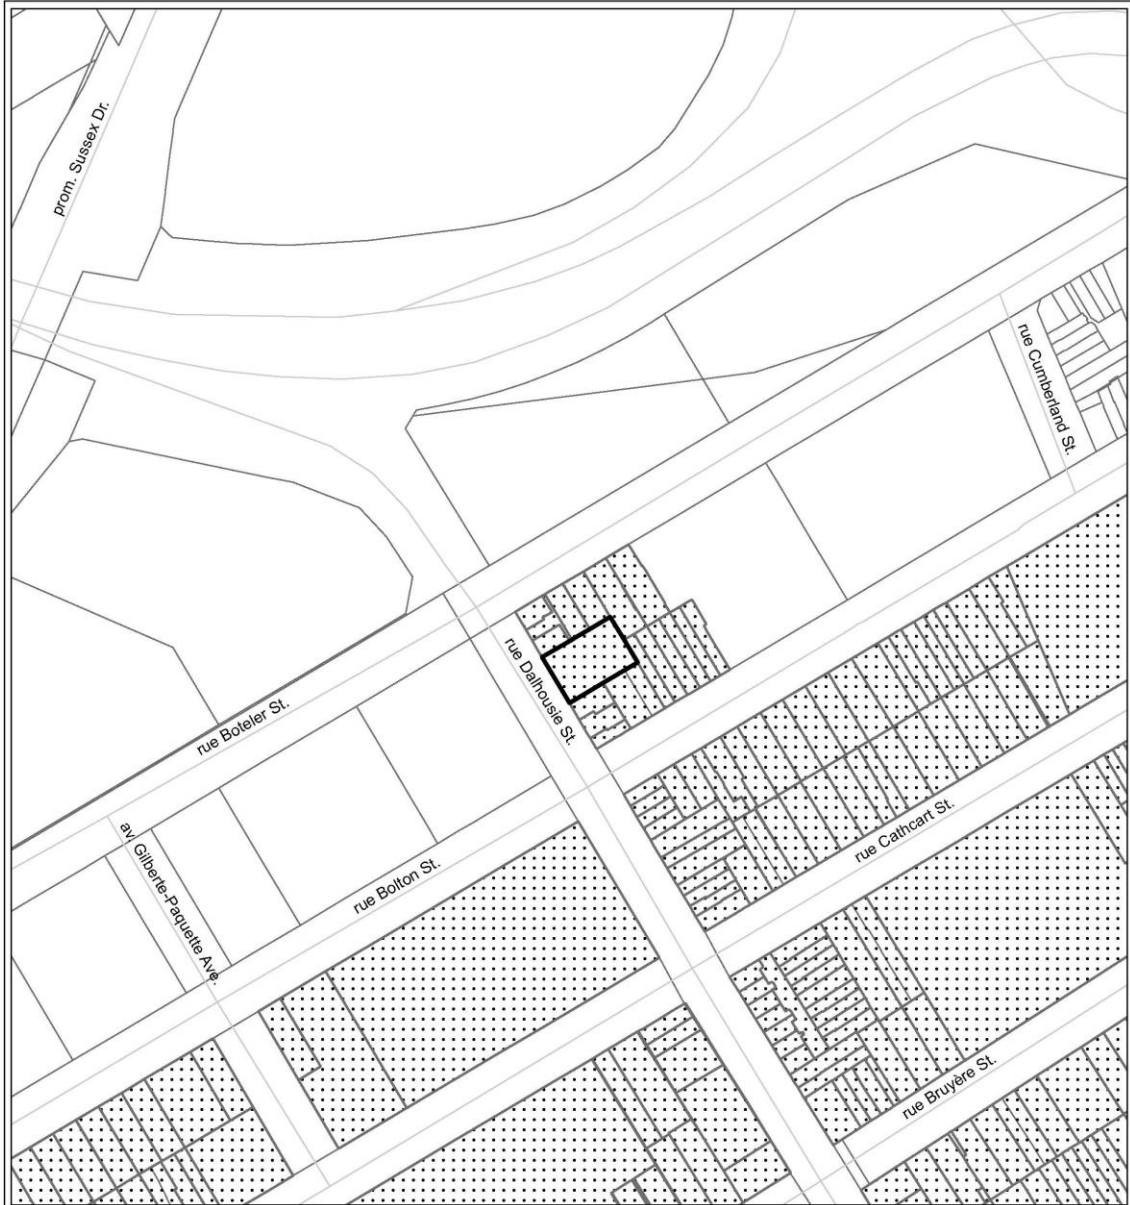 prom. Sussex Dr.
rue Cumberland St.
rue Dalhousie St.
rue Boteler St.
av. Gilberte-Paquette Ave.
rue Bolton St.
rue Cathcart St.
rue Bruyère St.